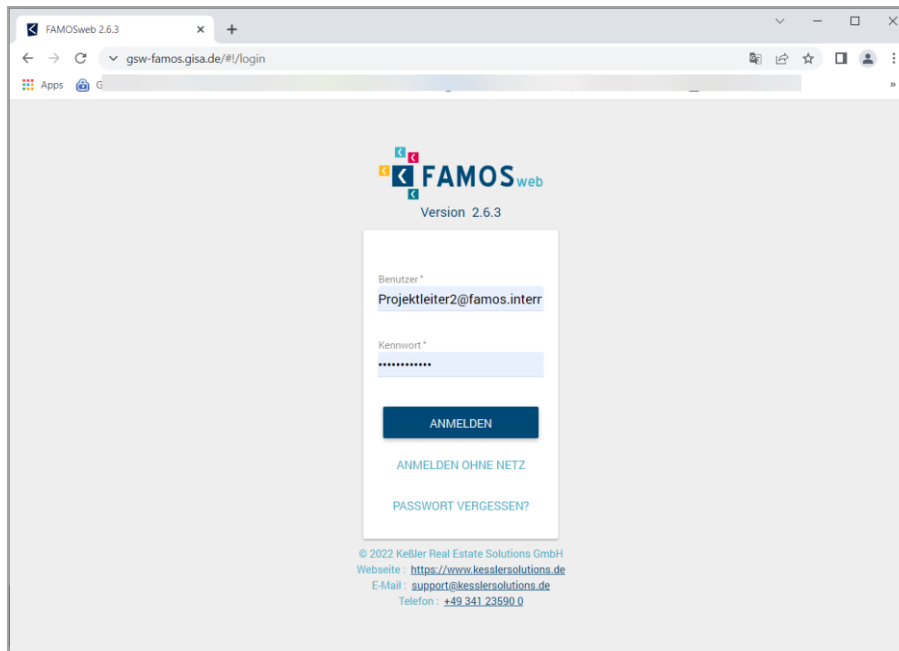 FAMOSweb 2.6.3
gsw-famos.gisa.de/#!/login
Apps G
FAMOS web
Version 2.6.3
Benutzer *
Projektleiter2@famos.interr
Kennwort *
••••••••••••
ANMELDEN
ANMELDEN OHNE NETZ
PASSWORT VERGESSEN?
© 2022 Keßler Real Estate Solutions GmbH
Webseite : https://www.kesslersolutions.de
E-Mail : support@kesslersolutions.de
Telefon : +49 341 23590 0